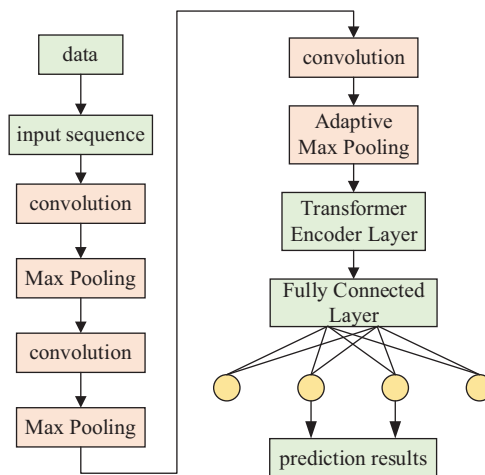 data
input sequence
convolution
Max Pooling
convolution
Max Pooling
convolution
Adaptive
Max Pooling
Transformer
Encoder Layer
Fully Connected
Layer
prediction results